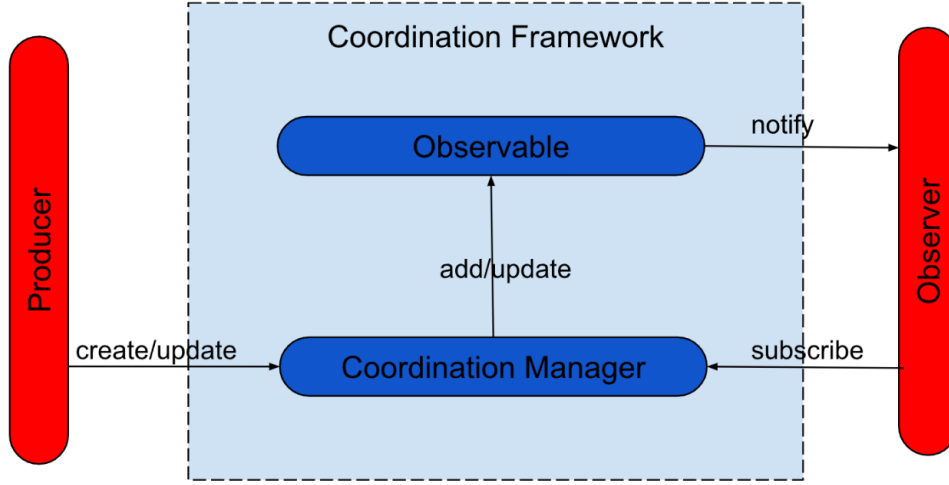 Coordination Framework
Producer
Observable
notify
Observer
add/update
create/update
Coordination Manager
subscribe